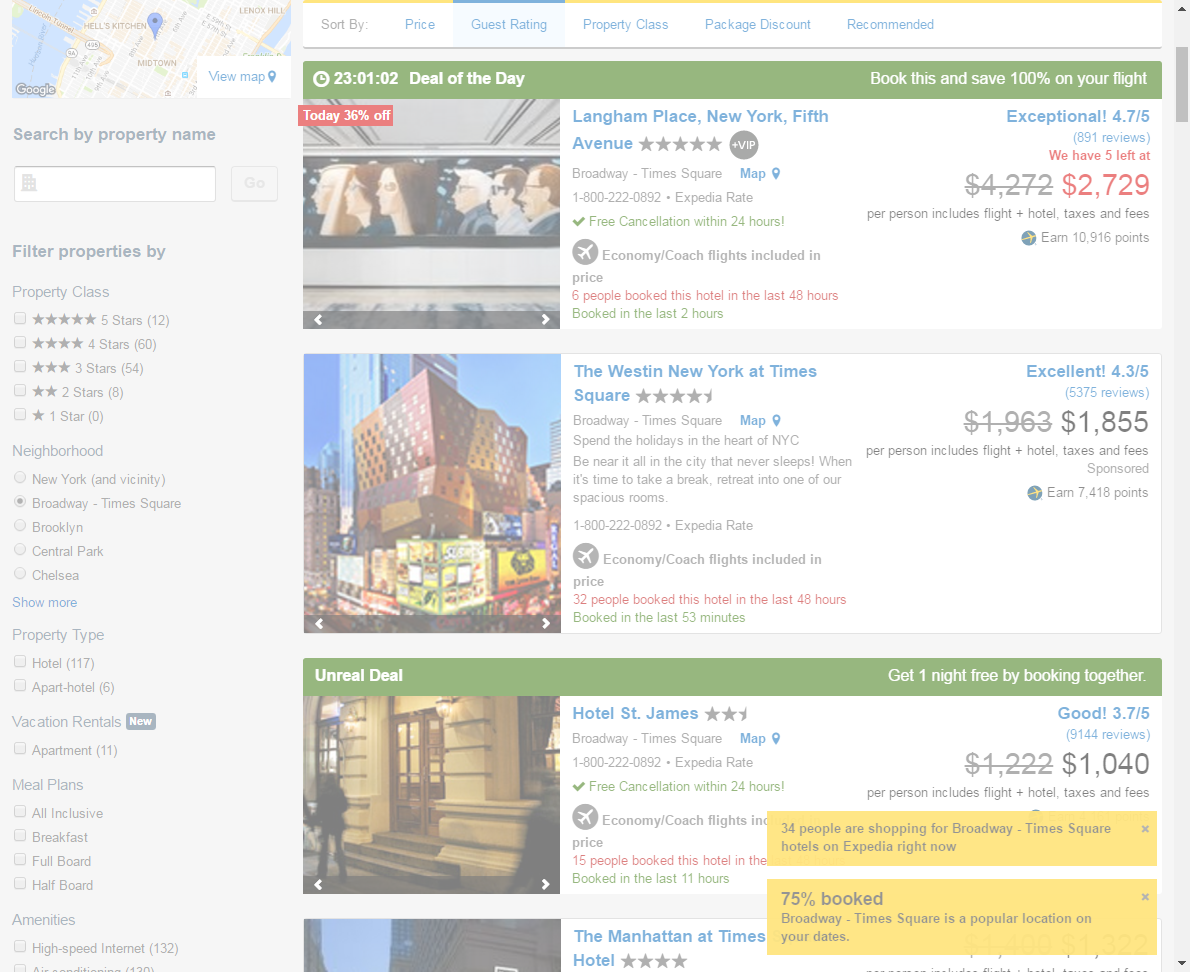 Lincoln Tunnel
LENOX HILL
HELL'S KITCHEN
495
9A
MIDTOWN
View map
Google
Search by property name
Go
Filter properties by
Property Class
5 Stars (12)
4 Stars (60)
3 Stars (54)
2 Stars (8)
1 Star (0)
Neighborhood
New York (and vicinity)
Broadway - Times Square
Brooklyn
Central Park
Chelsea
Show more
Property Type
Hotel (117)
Apart-hotel (6)
Vacation Rentals New
Apartment (11)
Meal Plans
All Inclusive
Breakfast
Full Board
Half Board
Amenities
High-speed Internet (132)
Air conditioning (130)
Sort By: Price Guest Rating Property Class Package Discount Recommended
23:01:02 Deal of the Day Book this and save 100% on your flight
Today 36% off
Langham Place, New York, Fifth
Avenue +VIP
Broadway - Times Square Map
1-800-222-0892 • Expedia Rate
Free Cancellation within 24 hours!
Economy/Coach flights included in
price
6 people booked this hotel in the last 48 hours
Booked in the last 2 hours
Exceptional! 4.7/5
(891 reviews)
We have 5 left at
$4,272 $2,729
per person includes flight + hotel, taxes and fees
Earn 10,916 points
The Westin New York at Times
Square
Broadway - Times Square Map
Spend the holidays in the heart of NYC
Be near it all in the city that never sleeps! When
it's time to take a break, retreat into one of our
spacious rooms.
1-800-222-0892 • Expedia Rate
Economy/Coach flights included in
price
32 people booked this hotel in the last 48 hours
Booked in the last 53 minutes
Excellent! 4.3/5
(5375 reviews)
$1,963 $1,855
per person includes flight + hotel, taxes and fees
Sponsored
Earn 7,418 points
Unreal Deal Get 1 night free by booking together.
Hotel St. James
Broadway - Times Square Map
1-800-222-0892 • Expedia Rate
Free Cancellation within 24 hours!
Economy/Coach flights inc
price
15 people booked this hotel in the
Booked in the last 11 hours
Good! 3.7/5
(9144 reviews)
$1,222 $1,040
per person includes flight + hotel, taxes and fees
34 people are shopping for Broadway - Times Square
hotels on Expedia right now
75% booked
Broadway - Times Square is a popular location on
your dates.
The Manhattan at Times
Hotel
$1,400 $1,322
per person includes flight + hotel, taxes and fees